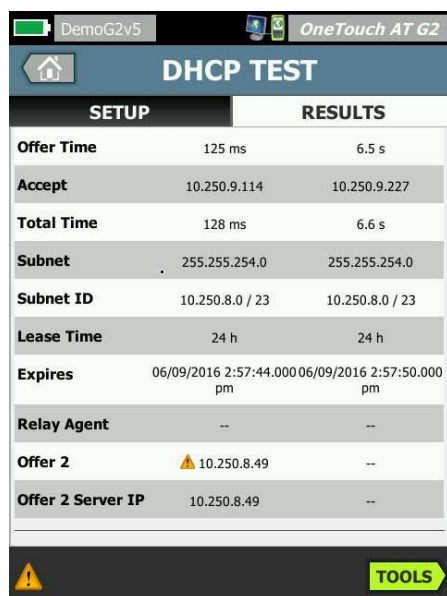 DemoG2v5 OneTouch AT G2
DHCP TEST
SETUP RESULTS
Offer Time 125 ms 6.5 s
Accept 10.250.9.114 10.250.9.227
Total Time 128 ms 6.6 s
Subnet 255.255.254.0 255.255.254.0
Subnet ID 10.250.8.0 / 23 10.250.8.0 / 23
Lease Time 24 h 24 h
Expires 06/09/2016 2:57:44.000 06/09/2016 2:57:50.000
pm pm
Relay Agent -- --
Offer 2 10.250.8.49 --
Offer 2 Server IP 10.250.8.49 --
TOOLS